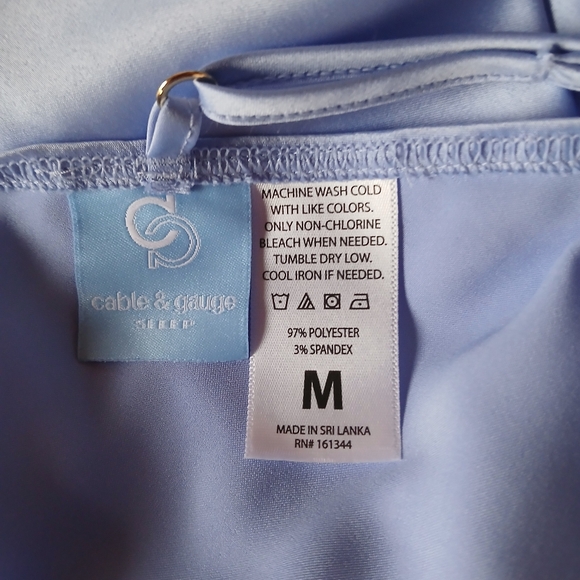 cable & gauge
SLEEP
MACHINE WASH COLD
WITH LIKE COLORS.
ONLY NON-CHLORINE
BLEACH WHEN NEEDED.
TUMBLE DRY LOW.
COOL IRON IF NEEDED.
97% POLYESTER
3% SPANDEX
M
MADE IN SRI LANKA
RN# 161344